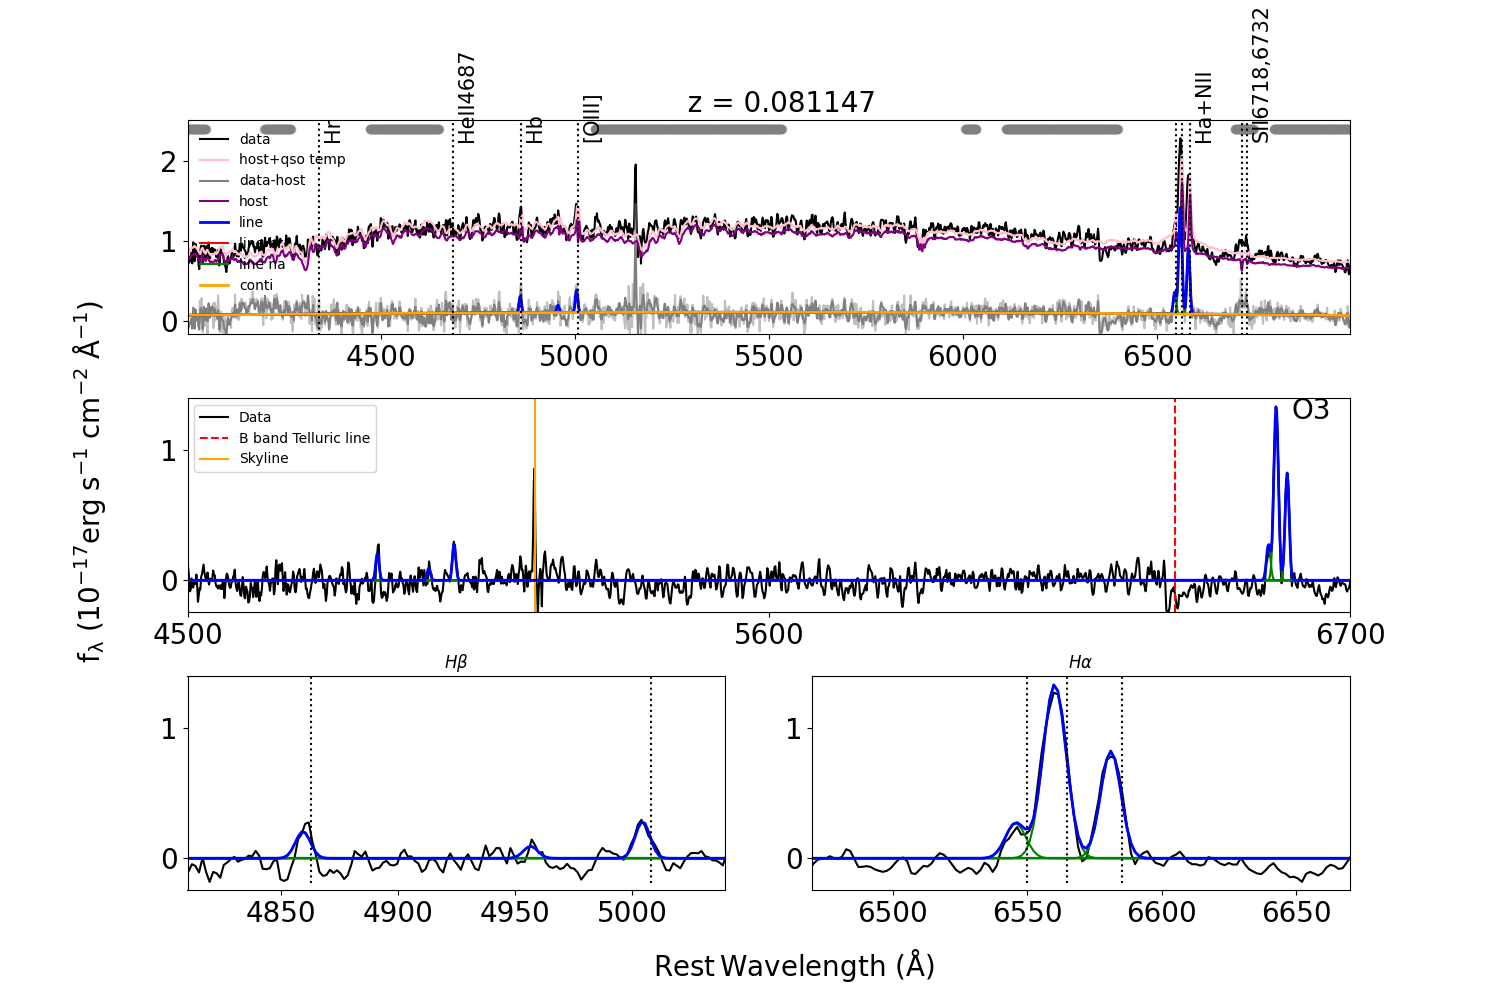 z = 0.081147
Hr
HeII4687
Hb
[OIII]
Ha+NII
SII6718,6732
data
host+qso temp
data-host
host
line
line na
conti
2
1
0
4500 5000 5500 6000 6500
Data
B band Telluric line
Skyline
O3
1
0
4500 5600 6700
fλ (10−17erg s−1 cm−2 Å−1)
Hβ
1
0
4850 4900 4950 5000
Hα
1
0
6500 6550 6600 6650
Rest Wavelength (Å)